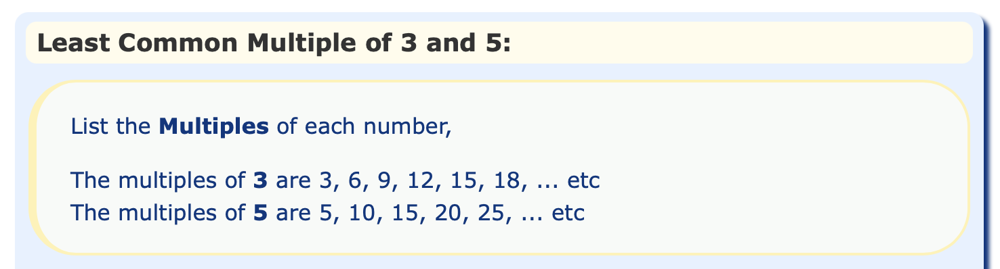 Least Common Multiple of 3 and 5:
List the Multiples of each number,
The multiples of 3 are 3, 6, 9, 12, 15, 18, ... etc
The multiples of 5 are 5, 10, 15, 20, 25, ... etc